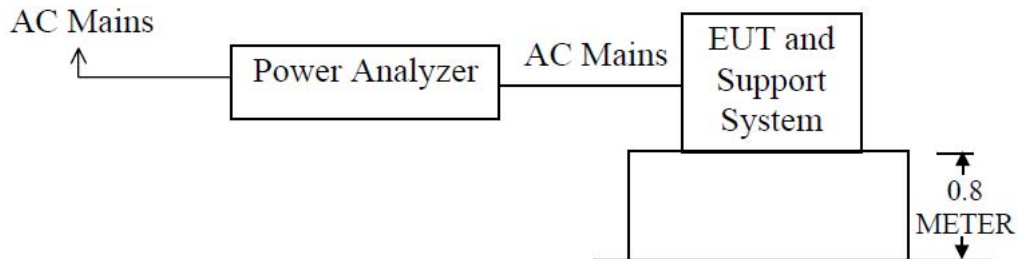 AC Mains
Power Analyzer
AC Mains
EUT and
Support
System
0.8
METER